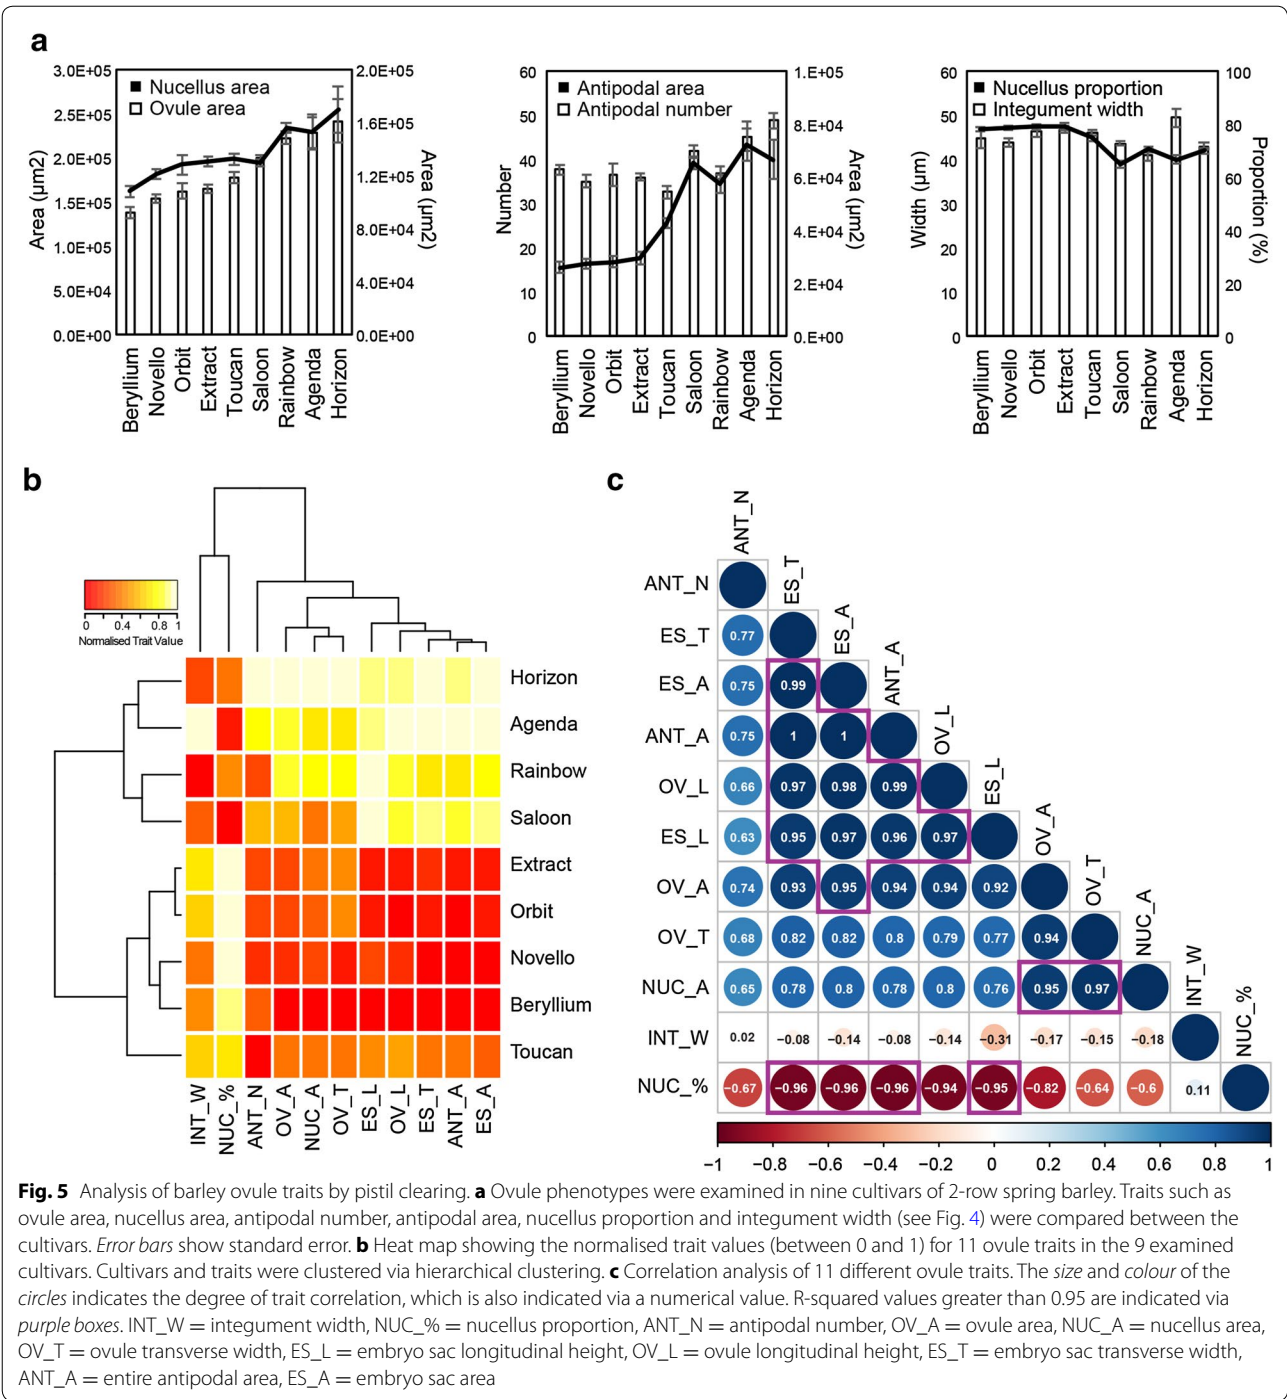 a
3.0E+05
2.5E+05
2.0E+05
1.5E+05
1.0E+05
5.0E+04
0.0E+00
Area (µm2)
Nucellus area
Ovule area
2.0E+05
1.6E+05
1.2E+05
8.0E+04
4.0E+04
0.0E+00
Area (µm2)
Beryllium
Novello
Orbit
Extract
Toucan
Saloon
Rainbow
Agenda
Horizon
60
50
40
30
20
10
0
Number
Antipodal area
Antipodal number
1.E+05
8.E+04
6.E+04
4.E+04
2.E+04
0.E+00
Area (µm2)
Beryllium
Novello
Orbit
Extract
Toucan
Saloon
Rainbow
Agenda
Horizon
60
50
40
30
20
10
0
Width (µm)
Nucellus proportion
Integument width
100
80
60
40
20
0
Proportion (%)
Beryllium
Novello
Orbit
Extract
Toucan
Saloon
Rainbow
Agenda
Horizon
b
0 0.4 0.8 1
Normalised Trait Value
Horizon
Agenda
Rainbow
Saloon
Extract
Orbit
Novello
Beryllium
Toucan
INT_W
NUC_%
ANT_N
OV_A
NUC_A
OV_T
ES_L
OV_L
ES_T
ANT_A
ES_A
c
ANT_N
ES_T
ES_A
ANT_A
OV_L
ES_L
OV_A
OV_T
NUC_A
INT_W
NUC_%
ANT_N
ES_T 0.77
ES_A 0.75 0.99
ANT_A 0.75 1 1
OV_L 0.66 0.97 0.98 0.99
ES_L 0.63 0.95 0.97 0.96 0.97
OV_A 0.74 0.93 0.95 0.94 0.94 0.92
OV_T 0.68 0.82 0.82 0.8 0.79 0.77 0.94
NUC_A 0.65 0.78 0.8 0.78 0.8 0.76 0.95 0.97
INT_W 0.02 −0.08 −0.14 −0.08 −0.14 −0.31 −0.17 −0.15 −0.18
NUC_% −0.67 −0.96 −0.96 −0.96 −0.94 −0.95 −0.82 −0.64 −0.6 0.11
−1 −0.8 −0.6 −0.4 −0.2 0 0.2 0.4 0.6 0.8 1
Fig. 5 Analysis of barley ovule traits by pistil clearing. a Ovule phenotypes were examined in nine cultivars of 2-row spring barley. Traits such as
ovule area, nucellus area, antipodal number, antipodal area, nucellus proportion and integument width (see Fig. 4) were compared between the
cultivars. Error bars show standard error. b Heat map showing the normalised trait values (between 0 and 1) for 11 ovule traits in the 9 examined
cultivars. Cultivars and traits were clustered via hierarchical clustering. c Correlation analysis of 11 different ovule traits. The size and colour of the
circles indicates the degree of trait correlation, which is also indicated via a numerical value. R-squared values greater than 0.95 are indicated via
purple boxes. INT_W = integument width, NUC_% = nucellus proportion, ANT_N = antipodal number, OV_A = ovule area, NUC_A = nucellus area,
OV_T = ovule transverse width, ES_L = embryo sac longitudinal height, OV_L = ovule longitudinal height, ES_T = embryo sac transverse width,
ANT_A = entire antipodal area, ES_A = embryo sac area